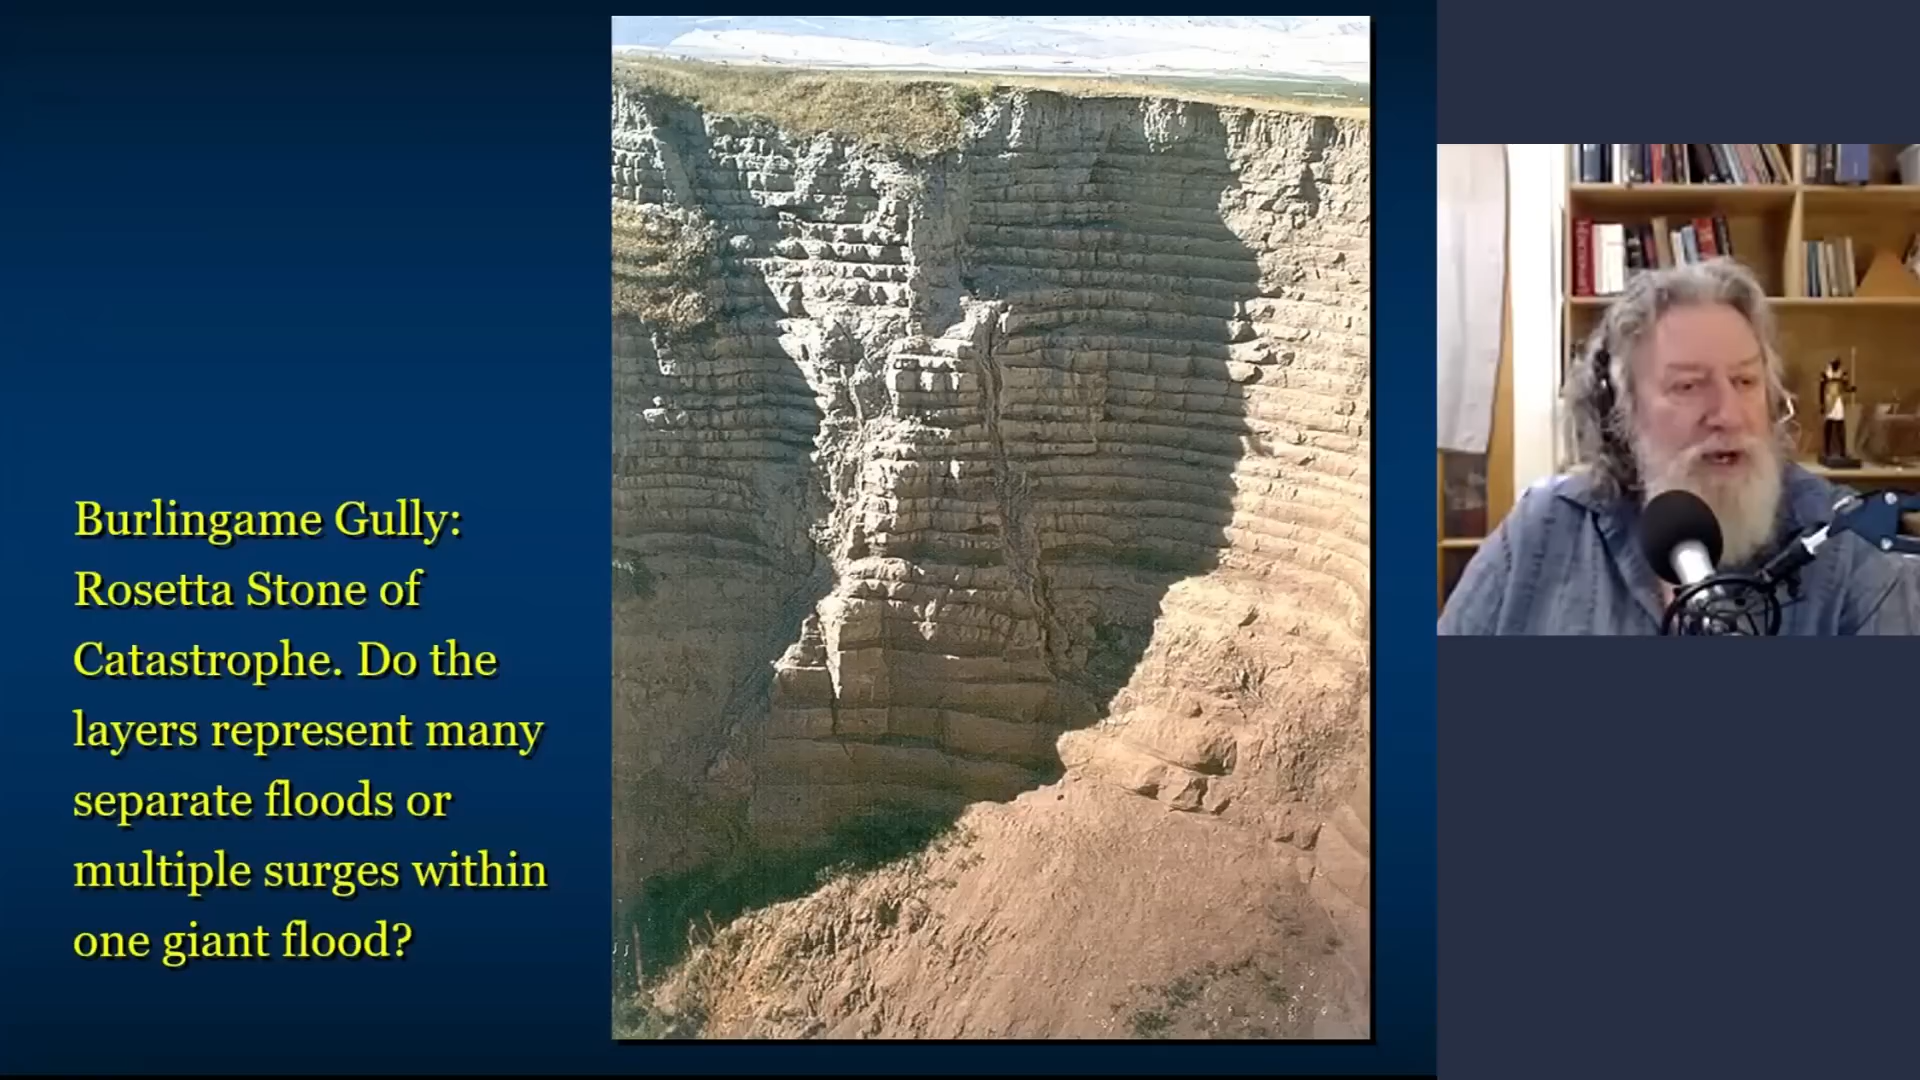 Burlingame Gully:
Rosetta Stone of
Catastrophe. Do the
layers represent many
separate floods or
multiple surges within
one giant flood?